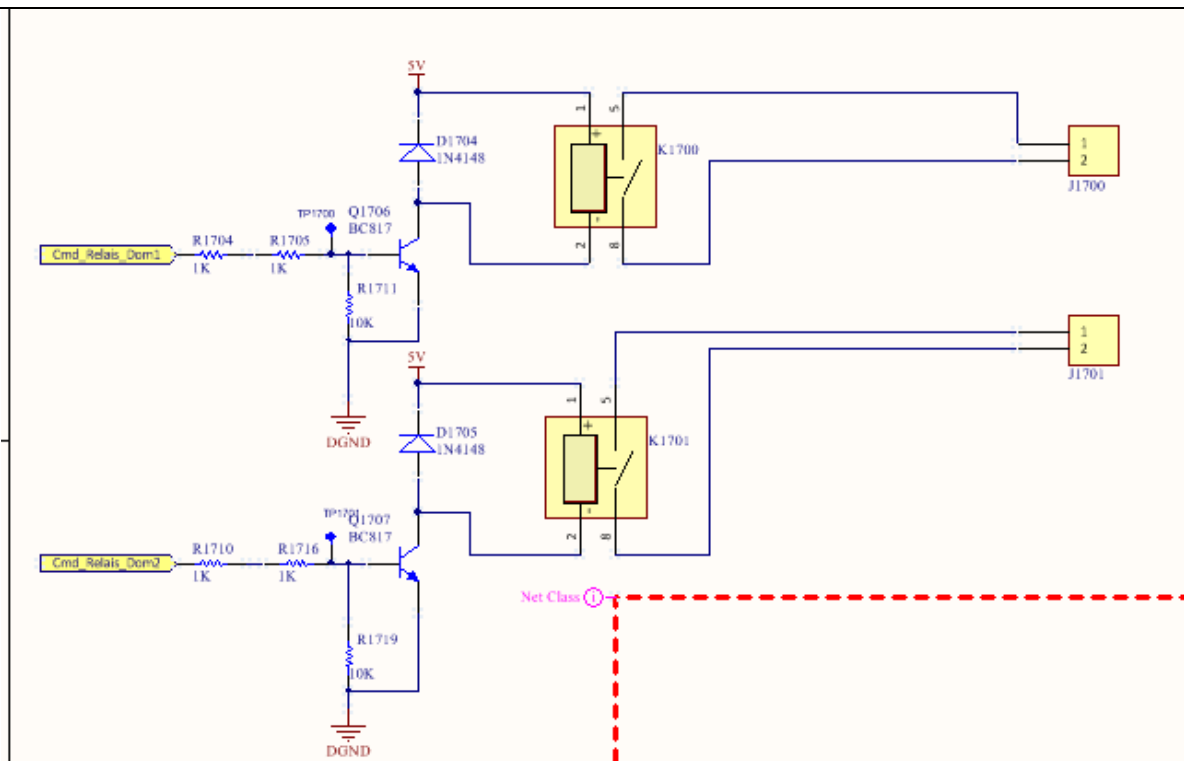 5V
1
5
D1704
1N4148
+
K1700
1
2
J1700
TP1700
Q1706
BC817
-
Cmd_Relais_Dom1
R1704
1K
R1705
1K
2
8
R1711
10K
5V
DGND
1
2
J1701
1
5
D1705
1N4148
+
K1701
TP1701
Q1707
BC817
-
Cmd_Relais_Dom2
R1710
1K
R1716
1K
2
8
Net Class i
R1719
10K
DGND